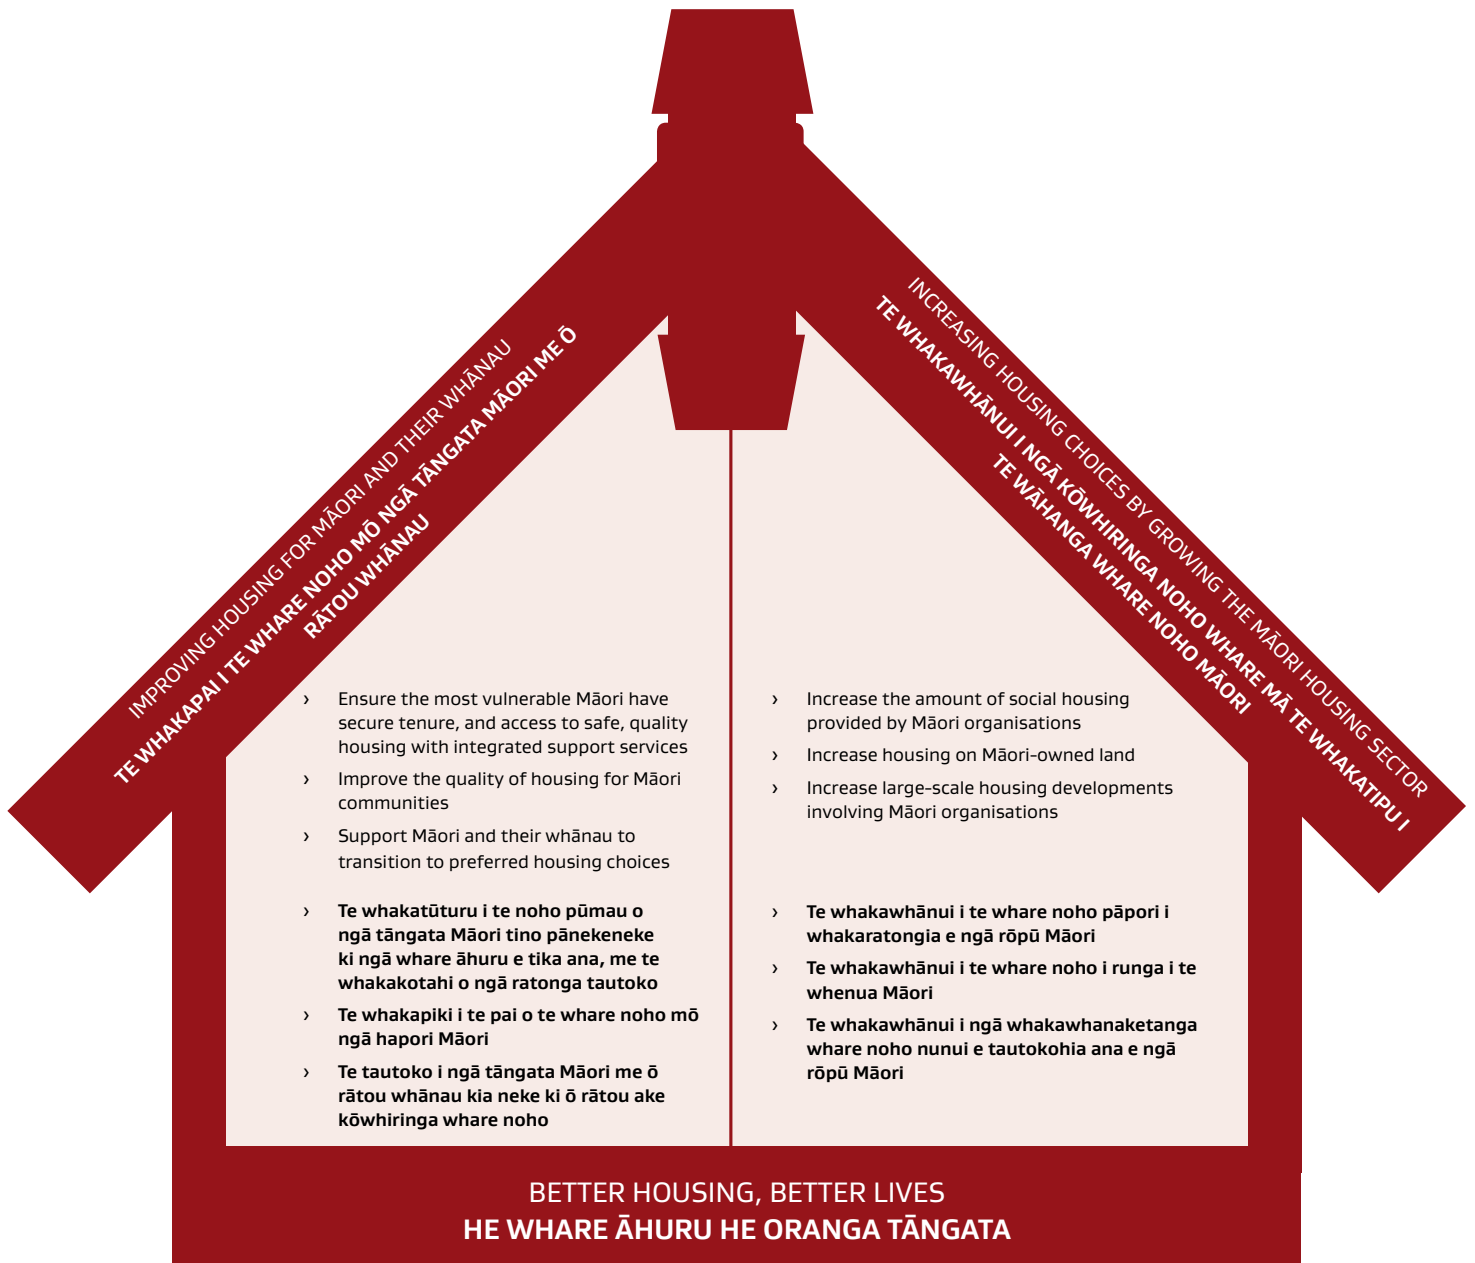 IMPROVING HOUSING FOR MĀORI AND THEIR WHĀNAU
TE WHAKAPAI I TE WHARE NOHO MŌ NGĀ TĀNGATA MĀORI ME Ō
RĀTOU WHĀNAU
INCREASING HOUSING CHOICES BY GROWING THE MĀORI HOUSING SECTOR
TE WHAKAWHĀNUI I NGĀ KŌWHIRINGA NOHO WHARE MĀ TE WHAKATIPU I
TE WĀHANGA WHARE NOHO MĀORI
› Ensure the most vulnerable Māori have
secure tenure, and access to safe, quality
housing with integrated support services
› Improve the quality of housing for Māori
communities
› Support Māori and their whānau to
transition to preferred housing choices
› Te whakatūturu i te noho pūmau o
ngā tāngata Māori tino pānekeneke
ki ngā whare āhuru e tika ana, me te
whakakotahi o ngā ratonga tautoko
› Te whakapiki i te pai o te whare noho mō
ngā hapori Māori
› Te tautoko i ngā tāngata Māori me ō
rātou whānau kia neke ki ō rātou ake
kōwhiringa whare noho
› Increase the amount of social housing
provided by Māori organisations
› Increase housing on Māori-owned land
› Increase large-scale housing developments
involving Māori organisations
› Te whakawhānui i te whare noho pāpori i
whakaratongia e ngā rōpū Māori
› Te whakawhānui i te whare noho i runga i te
whenua Māori
› Te whakawhānui i ngā whakawhanaketanga
whare noho nunui e tautokohia ana e ngā
rōpū Māori
BETTER HOUSING, BETTER LIVES
HE WHARE ĀHURU HE ORANGA TĀNGATA